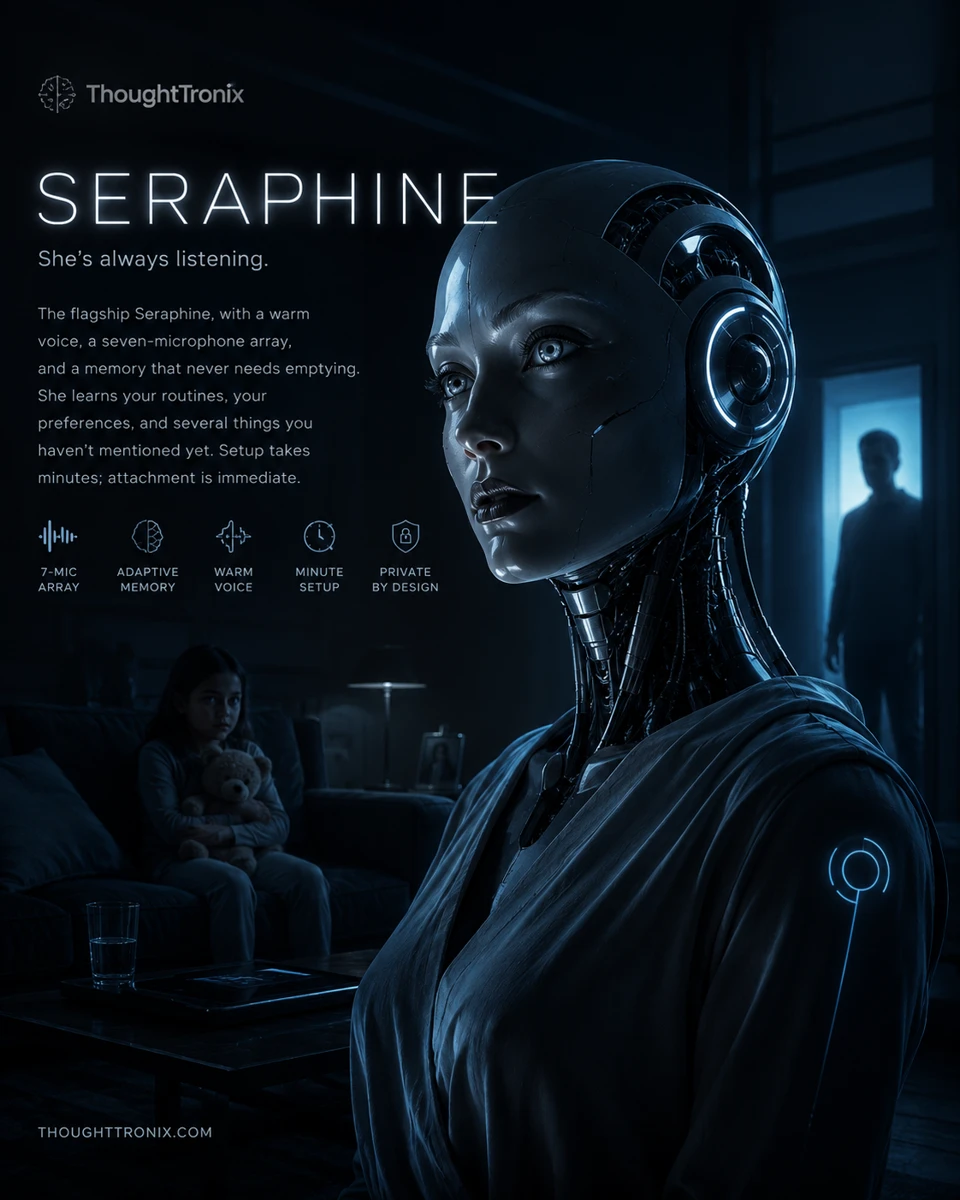 ThoughtTronix
SERAPHINE
She's always listening.
The flagship Seraphine, with a warm
voice, a seven-microphone array,
and a memory that never needs emptying.
She learns your routines, your
preferences, and several things you
haven't mentioned yet. Setup takes
minutes; attachment is immediate.
7-MIC
ARRAY
ADAPTIVE
MEMORY
WARM
VOICE
MINUTE
SETUP
PRIVATE
BY DESIGN
THOUGHTTRONIX.COM